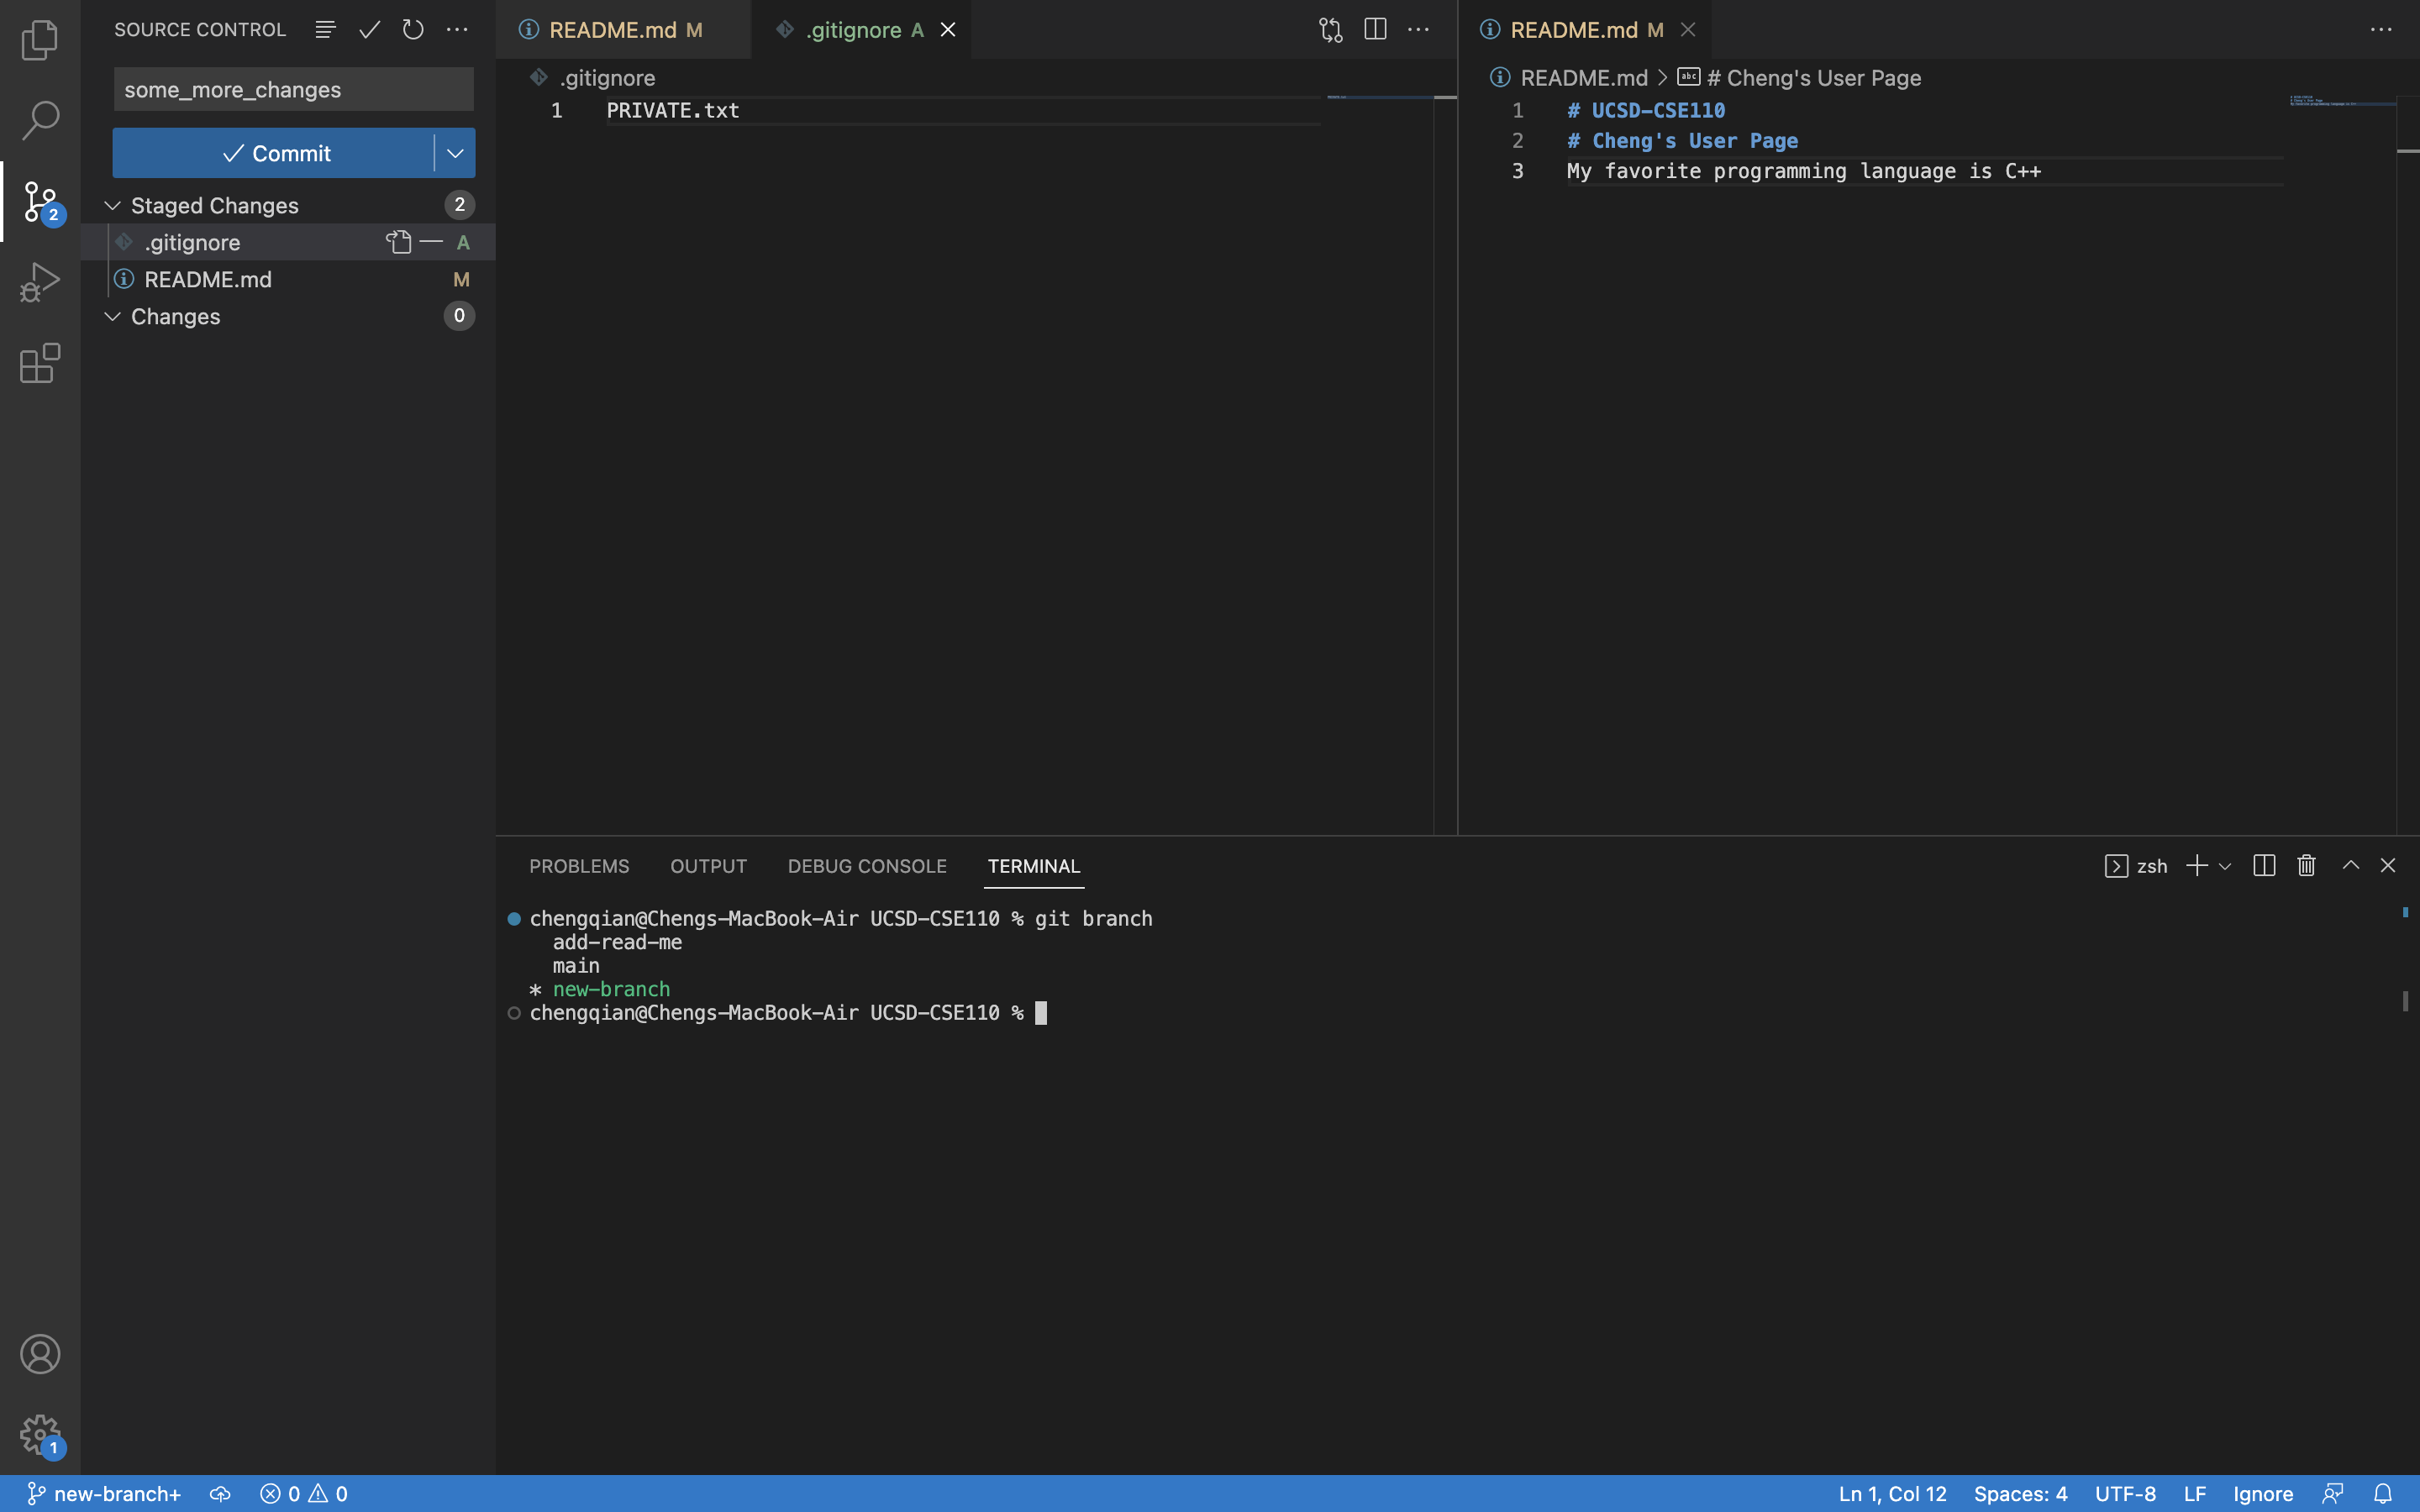 SOURCE CONTROL
some_more_changes
Commit
Staged Changes 2
.gitignore A
README.md M
Changes 0
2
1
README.md M
.gitignore A
.gitignore
1 PRIVATE.txt
README.md M
README.md > abc # Cheng's User Page
1 # UCSD-CSE110
2 # Cheng's User Page
3 My favorite programming language is C++
PROBLEMS OUTPUT DEBUG CONSOLE TERMINAL
zsh
chengqian@Chengs-MacBook-Air UCSD-CSE110 % git branch
add-read-me
main
* new-branch
chengqian@Chengs-MacBook-Air UCSD-CSE110 %
new-branch+ 0 0
Ln 1, Col 12 Spaces: 4 UTF-8 LF Ignore